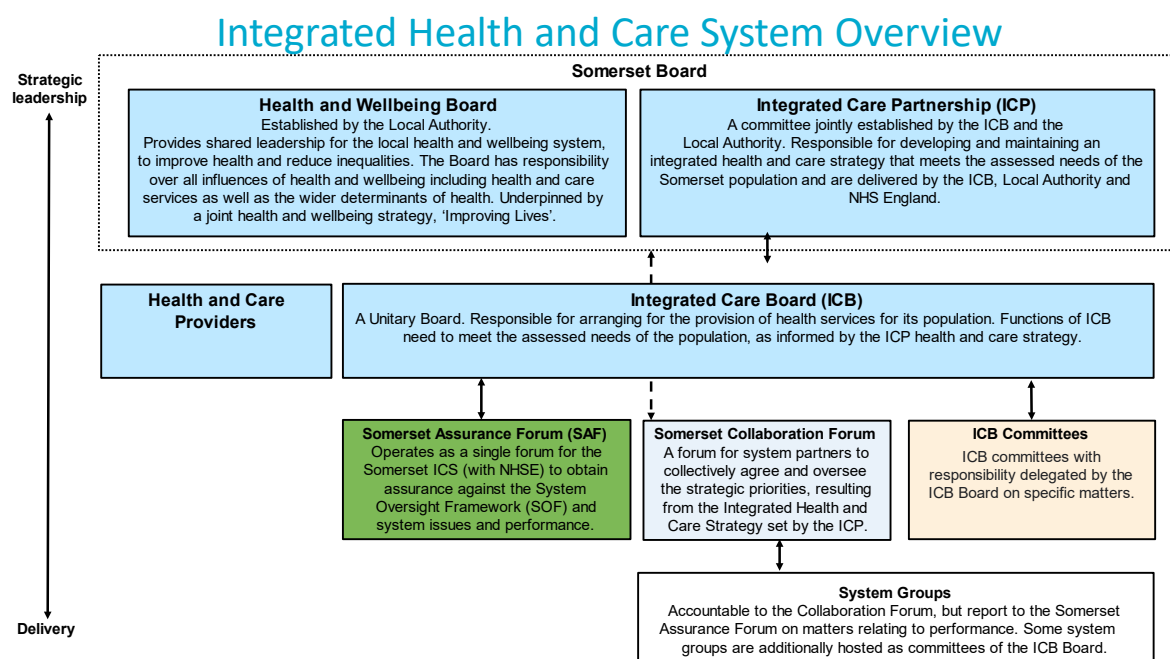 Integrated Health and Care System Overview
Strategic
leadership
Somerset Board
Health and Wellbeing Board
Established by the Local Authority.
Provides shared leadership for the local health and wellbeing system,
to improve health and reduce inequalities. The Board has responsibility
over all influences of health and wellbeing including health and care
services as well as the wider determinants of health. Underpinned by
a joint health and wellbeing strategy, ‘Improving Lives’.
Integrated Care Partnership (ICP)
A committee jointly established by the ICB and the
Local Authority. Responsible for developing and maintaining an
integrated health and care strategy that meets the assessed needs of the
Somerset population and are delivered by the ICB, Local Authority and
NHS England.
Health and Care
Providers
Integrated Care Board (ICB)
A Unitary Board. Responsible for arranging for the provision of health services for its population. Functions of ICB
need to meet the assessed needs of the population, as informed by the ICP health and care strategy.
Somerset Assurance Forum (SAF)
Operates as a single forum for the
Somerset ICS (with NHSE) to obtain
assurance against the System
Oversight Framework (SOF) and
system issues and performance.
Somerset Collaboration Forum
A forum for system partners to
collectively agree and oversee
the strategic priorities, resulting
from the Integrated Health and
Care Strategy set by the ICP.
ICB Committees
ICB committees with
responsibility delegated by the
ICB Board on specific matters.
System Groups
Accountable to the Collaboration Forum, but report to the Somerset
Assurance Forum on matters relating to performance. Some system
groups are additionally hosted as committees of the ICB Board.
Delivery